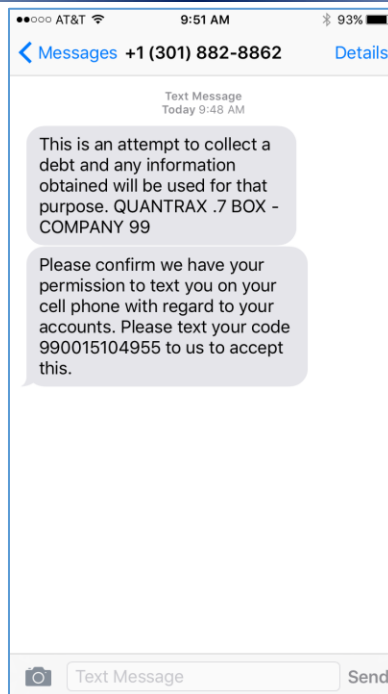 AT&T 9:51 AM 93%
Messages +1 (301) 882-8862 Details
Text Message
Today 9:48 AM
This is an attempt to collect a
debt and any information
obtained will be used for that
purpose. QUANTRAX .7 BOX -
COMPANY 99
Please confirm we have your
permission to text you on your
cell phone with regard to your
accounts. Please text your code
990015104955 to us to accept
this.
Text Message Send